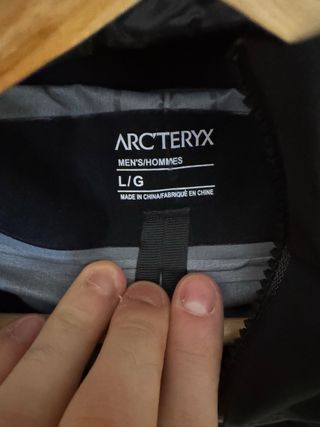 ARC'TERYX
MEN'S/HOMMES
L/G
MADE IN CHINA/FABRIQUÉ EN CHINE